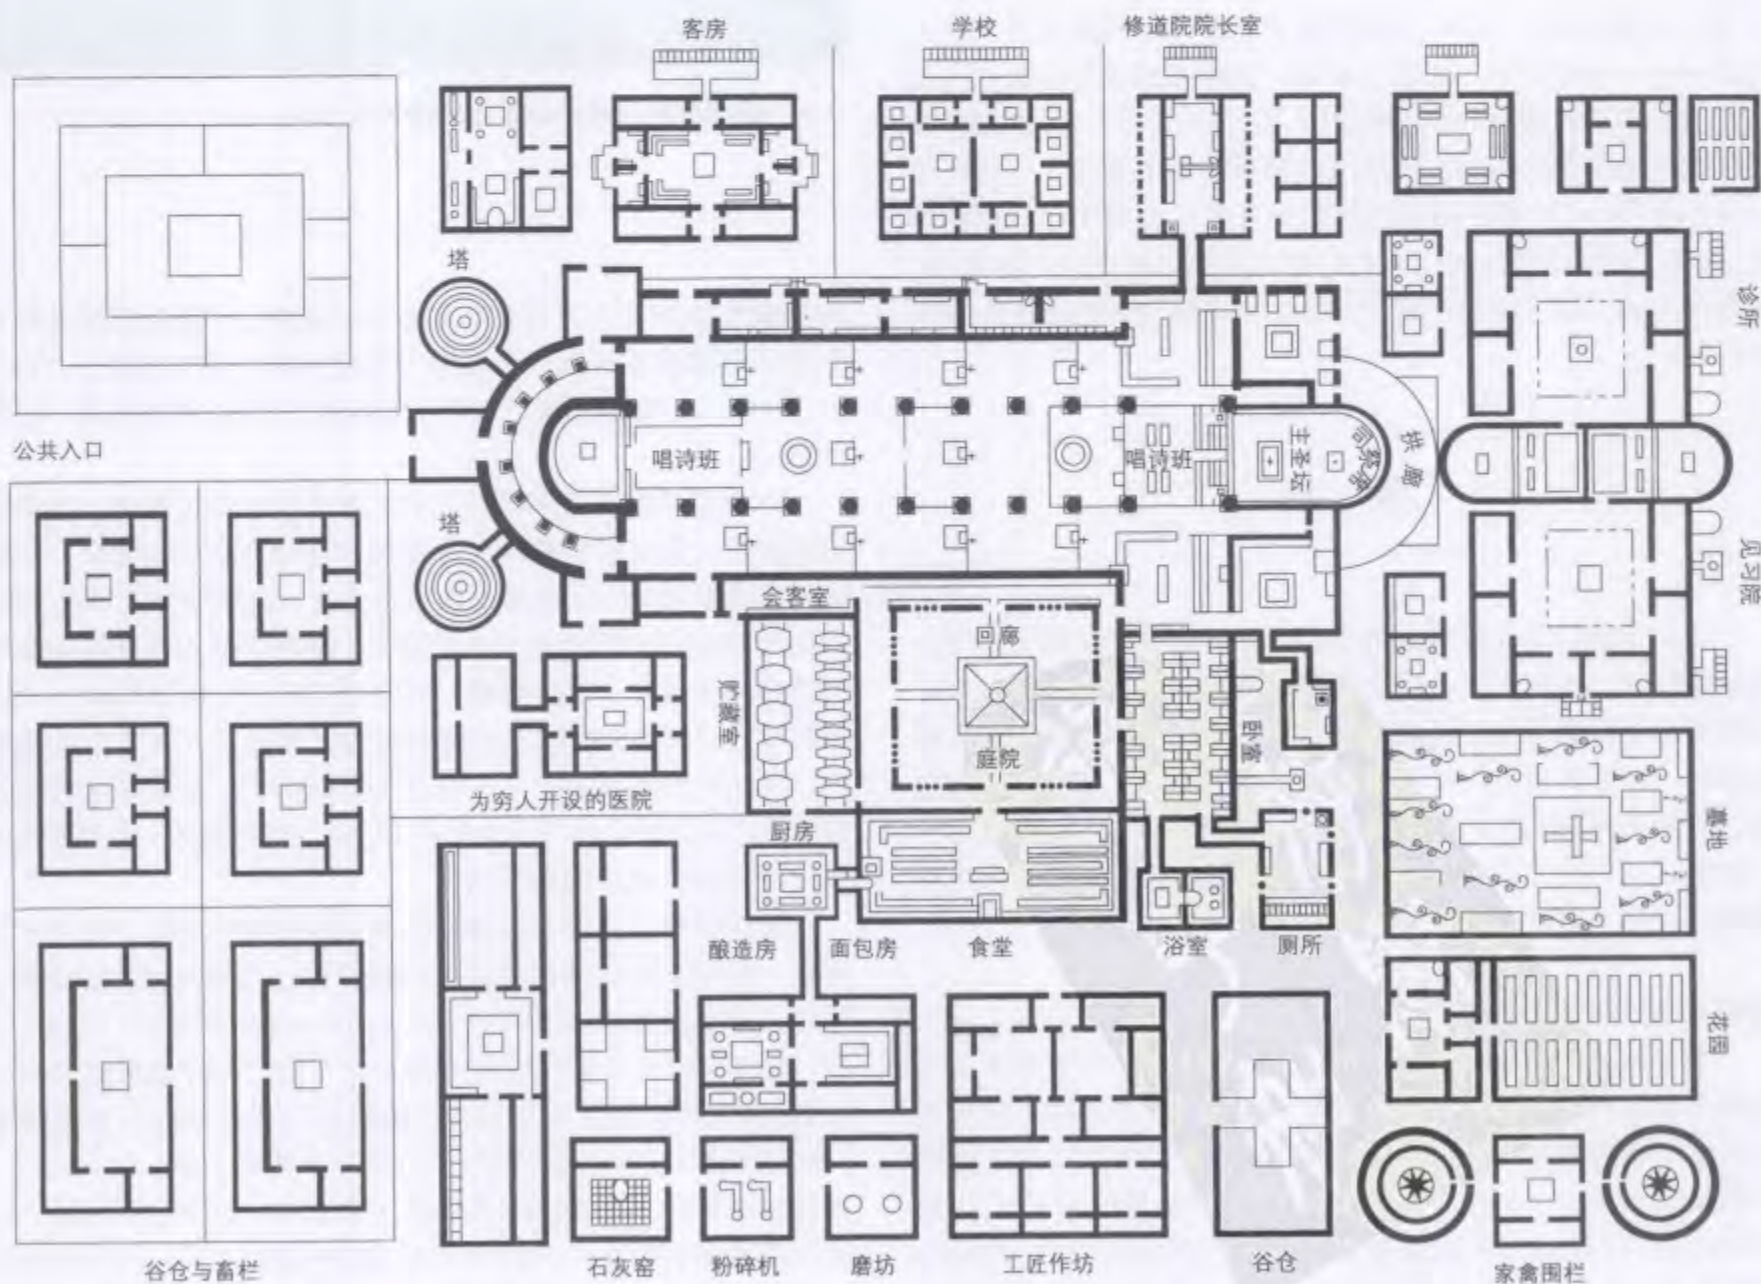 客房
学校
修道院院长室
塔
诊所
公共入口
唱诗班
唱诗班
主圣坛
司祭席
拱廊
塔
见习院
会客室
回廊
贮藏室
庭院
卧室
为穷人开设的医院
厨房
墓地
酿造房
面包房
食堂
浴室
厕所
花园
谷仓与畜栏
石灰窑
粉碎机
磨坊
工匠作坊
谷仓
家禽围栏